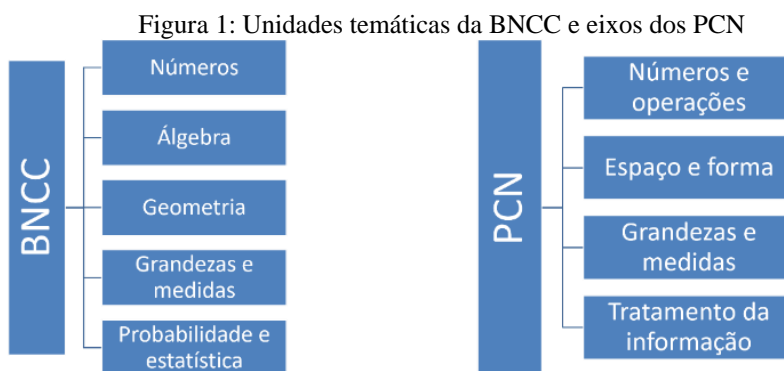 Figura 1: Unidades temáticas da BNCC e eixos dos PCN
BNCC
Números
Álgebra
Geometria
Grandezas e
medidas
Probabilidade e
estatística
PCN
Números e
operações
Espaço e forma
Grandezas e
medidas
Tratamento da
informação